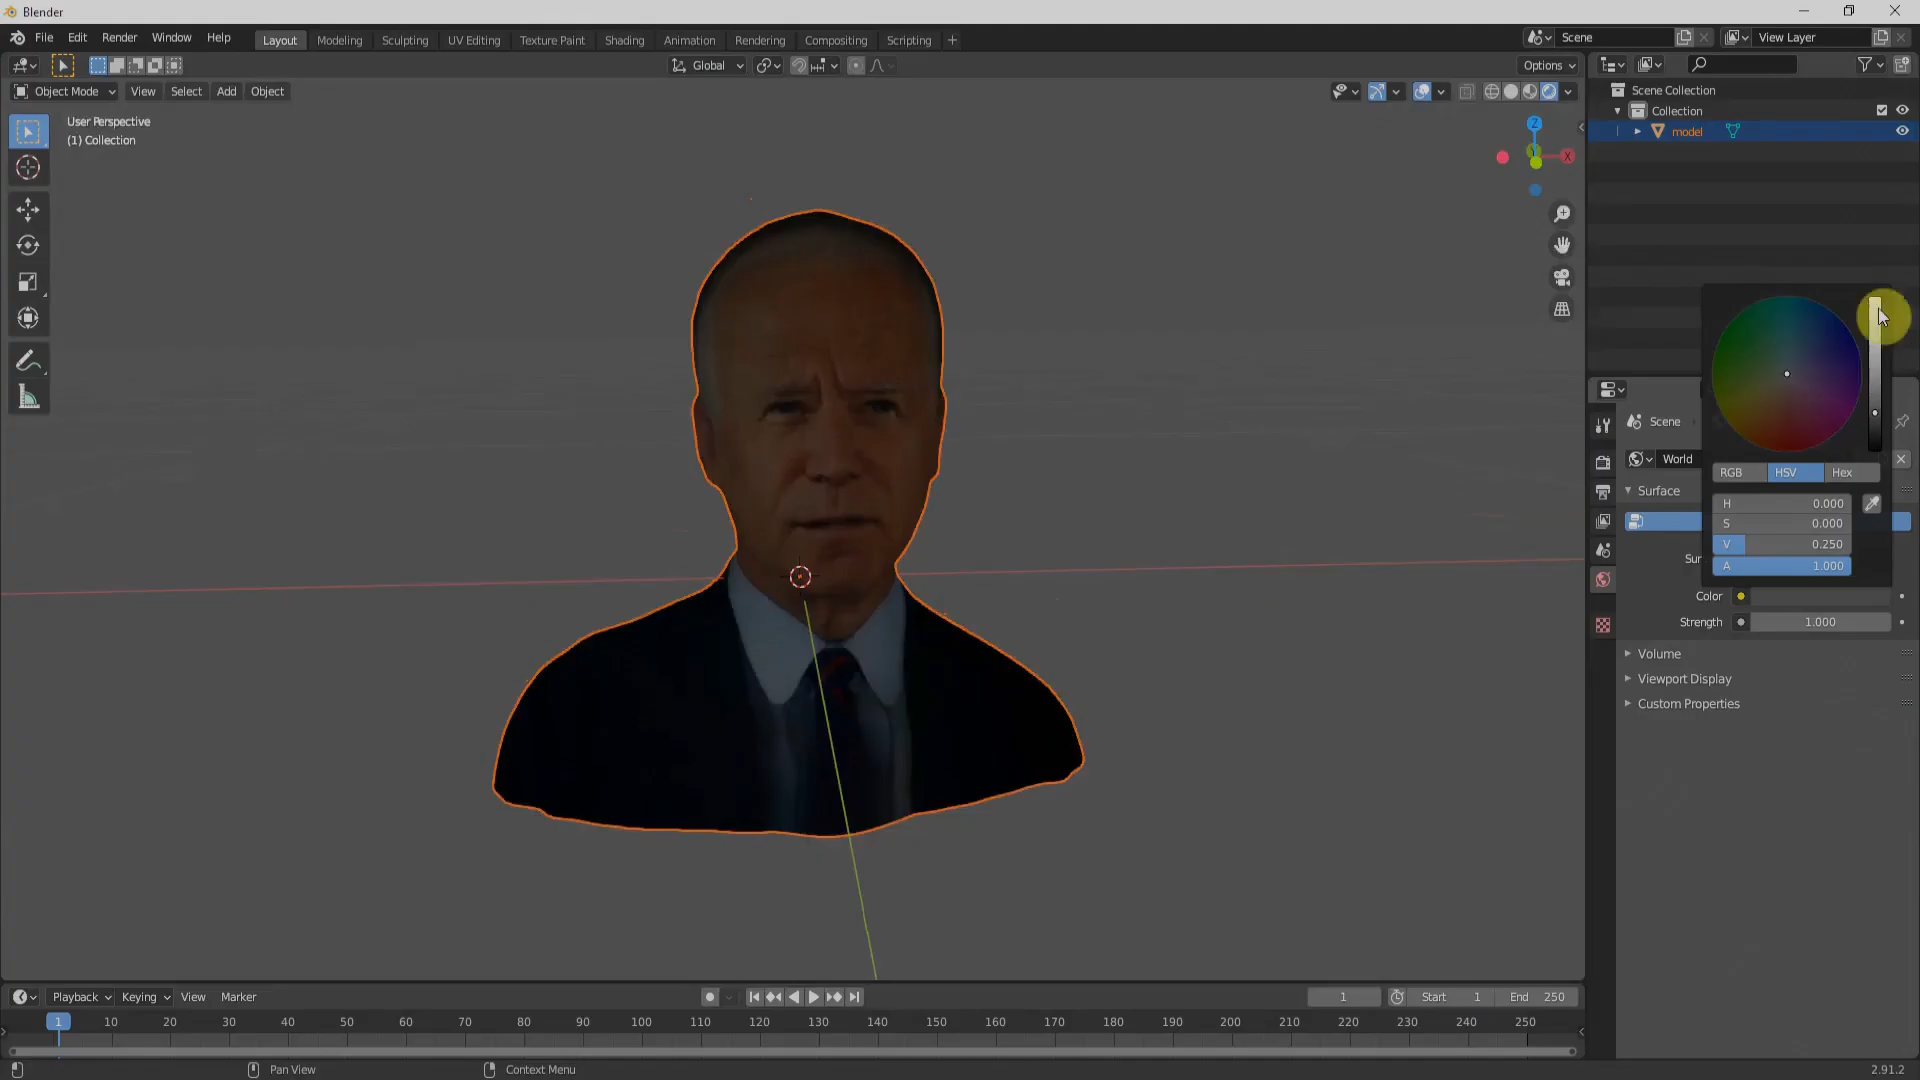 Blender
File Edit Render Window Help
Layout Modeling Sculpting UV Editing Texture Paint Shading Animation Rendering Compositing Scripting +
Scene
View Layer
Global
Options
Object Mode View Select Add Object
User Perspective
(1) Collection
Z
X
Scene Collection
Collection
model
Scene
World
RGB HSV Hex
Surface
H 0.000
S 0.000
V 0.250
Sur
A 1.000
Color
Strength 1.000
Volume
Viewport Display
Custom Properties
Playback Keying View Marker
1
Start 1
End 250
1 10 20 30 40 50 60 70 80 90 100 110 120 130 140 150 160 170 180 190 200 210 220 230 240 250
Pan View
Context Menu
2.91.2